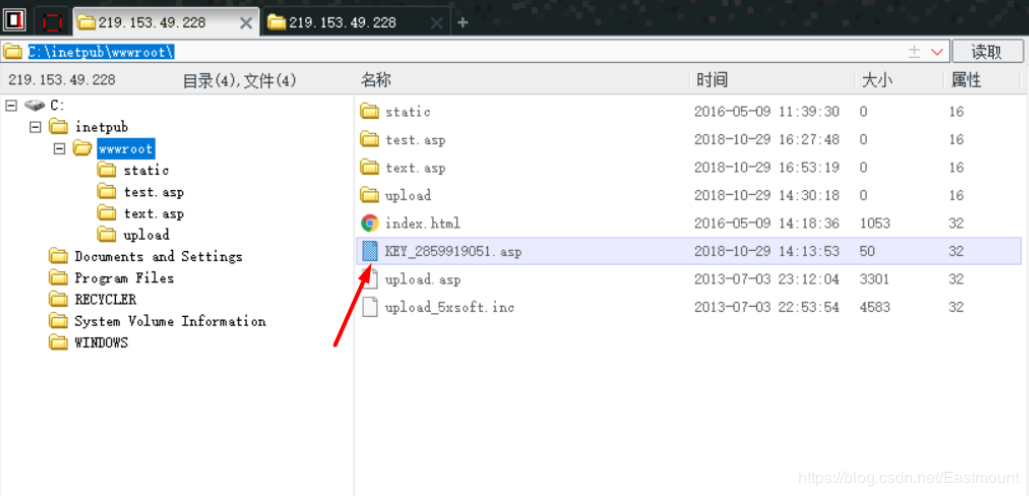 219.153.49.228 219.153.49.228
C:\inetpub\wwwroot\ 读取
219.153.49.228 目录(4),文件(4) 名称 时间 大小 属性
C:
inetpub
wwwroot
static
test.asp
text.asp
upload
Documents and Settings
Program Files
RECYCLER
System Volume Information
WINDOWS
static 2016-05-09 11:39:30 0 16
test.asp 2018-10-29 16:27:48 0 16
text.asp 2018-10-29 16:53:19 0 16
upload 2018-10-29 14:30:18 0 16
index.html 2016-05-09 14:18:36 1053 32
KEY_2859919051.asp 2018-10-29 14:13:53 50 32
upload.asp 2013-07-03 23:12:04 3301 32
upload_5xsoft.inc 2013-07-03 22:53:54 4583 32
https://blog.csdn.net/Eastmount